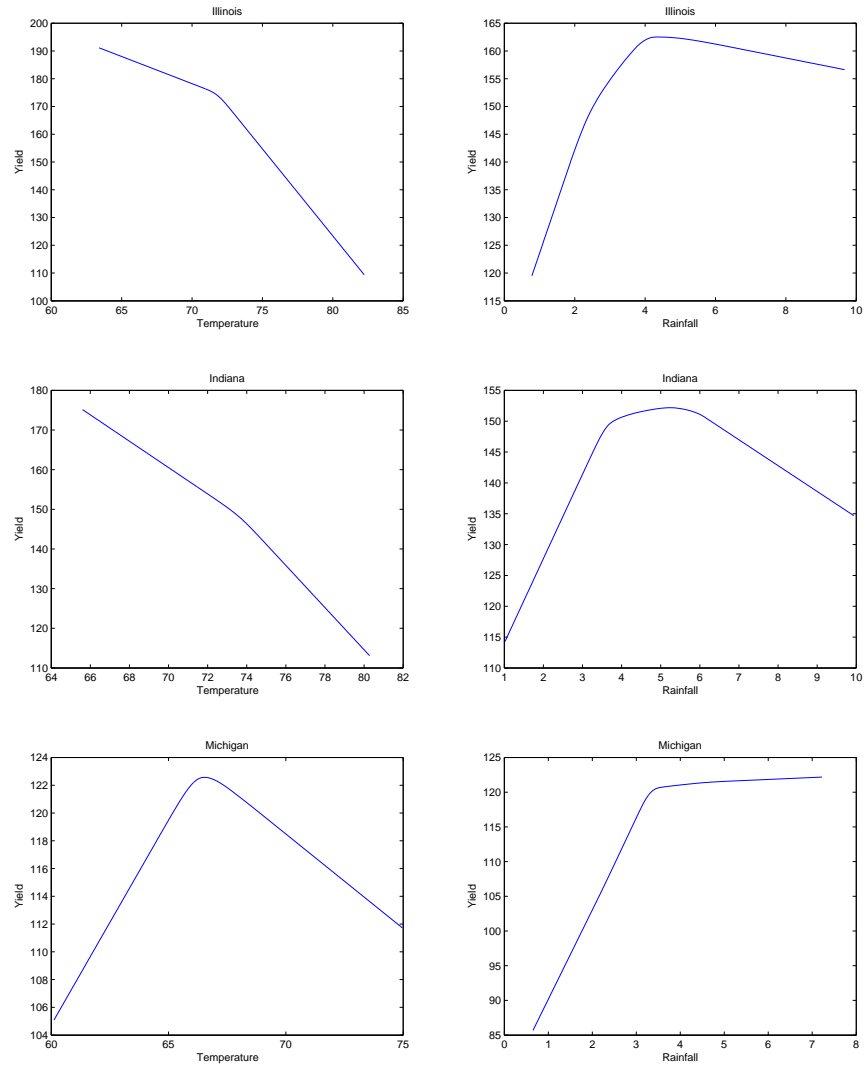 Illinois
200
190
180
170
160
150
140
130
120
110
100
Yield
60 65 70 75 80 85
Temperature
Illinois
165
160
155
150
145
140
135
130
125
120
115
Yield
0 2 4 6 8 10
Rainfall
Indiana
180
170
160
150
140
130
120
110
Yield
64 66 68 70 72 74 76 78 80 82
Temperature
Indiana
155
150
145
140
135
130
125
120
115
110
Yield
1 2 3 4 5 6 7 8 9 10
Rainfall
Michigan
124
122
120
118
116
114
112
110
108
106
104
Yield
60 65 70 75
Temperature
Michigan
125
120
115
110
105
100
95
90
85
Yield
0 1 2 3 4 5 6 7 8
Rainfall